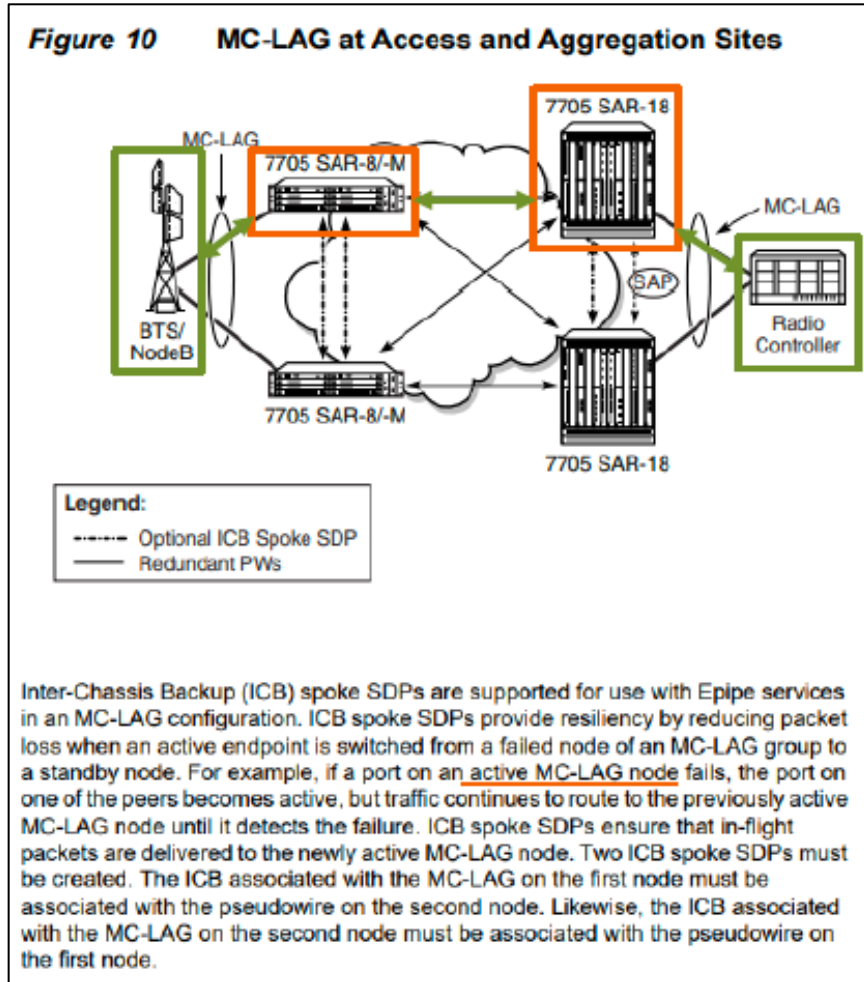 Figure 10 MC-LAG at Access and Aggregation Sites
7705 SAR-18
MC-LAG
7705 SAR-8/-M
MC-LAG
SAP
BTS/
NodeB
Radio
Controller
7705 SAR-8/-M
7705 SAR-18
Legend:
Optional ICB Spoke SDP
Redundant PWs
Inter-Chassis Backup (ICB) spoke SDPs are supported for use with Epipe services
in an MC-LAG configuration. ICB spoke SDPs provide resiliency by reducing packet
loss when an active endpoint is switched from a failed node of an MC-LAG group to
a standby node. For example, if a port on an active MC-LAG node fails, the port on
one of the peers becomes active, but traffic continues to route to the previously active
MC-LAG node until it detects the failure. ICB spoke SDPs ensure that in-flight
packets are delivered to the newly active MC-LAG node. Two ICB spoke SDPs must
be created. The ICB associated with the MC-LAG on the first node must be
associated with the pseudowire on the second node. Likewise, the ICB associated
with the MC-LAG on the second node must be associated with the pseudowire on
the first node.